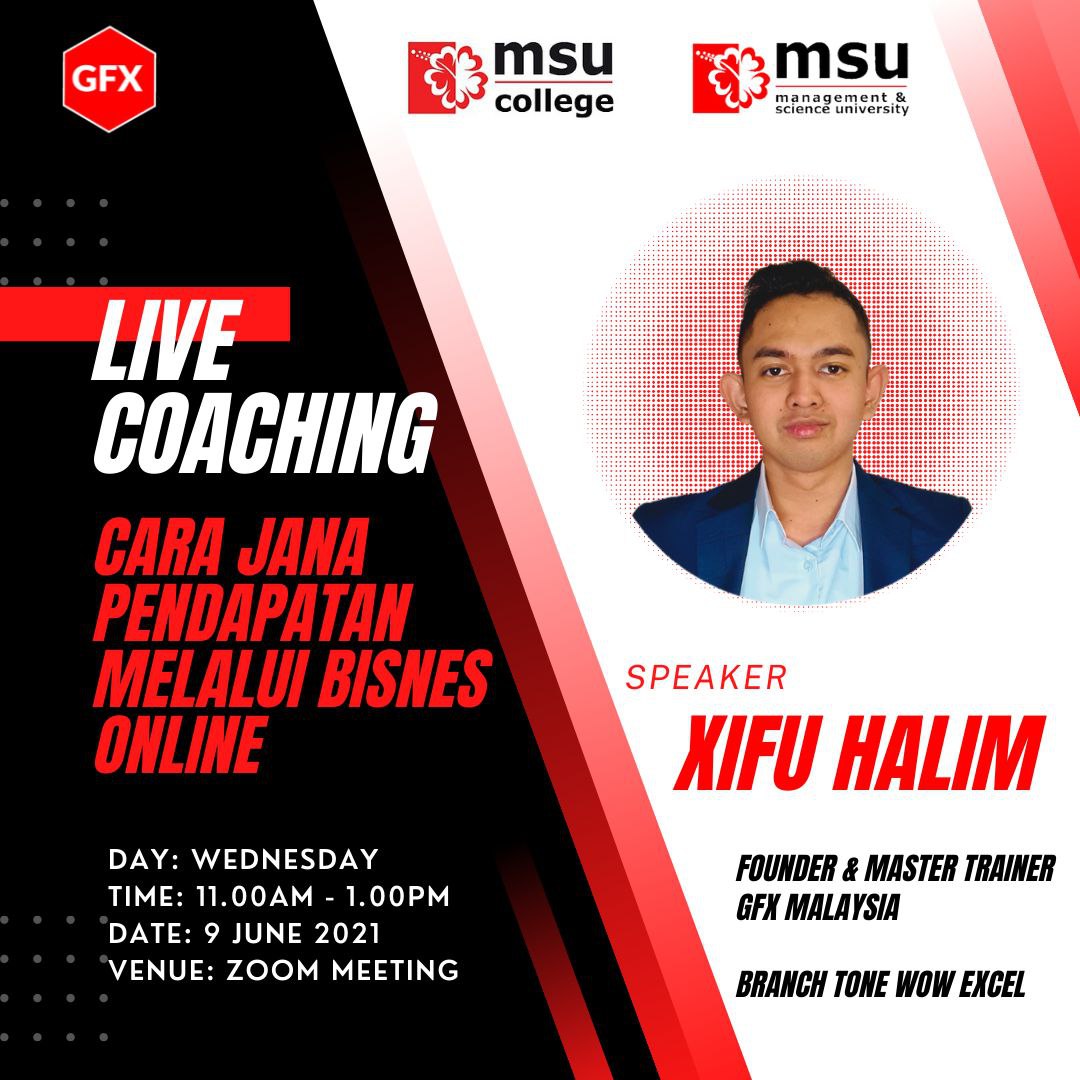 GFX
msu
college
msu
management &
science university
LIVE
COACHING
CARA JANA
PENDAPATAN
MELALUI BISNES
ONLINE
DAY: WEDNESDAY
TIME: 11.00AM - 1.00PM
DATE: 9 JUNE 2021
VENUE: ZOOM MEETING
SPEAKER
XIFU HALIM
FOUNDER & MASTER TRAINER
GFX MALAYSIA
BRANCH TONE WOW EXCEL